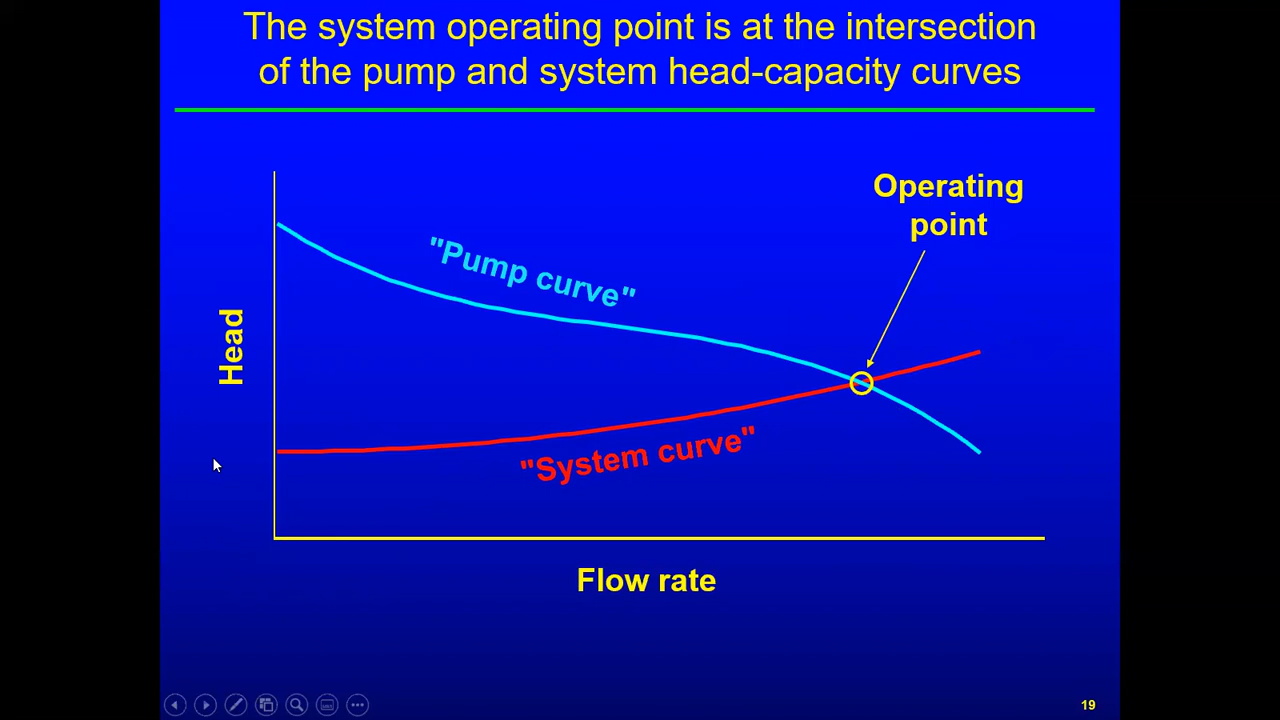 The system operating point is at the intersection
of the pump and system head-capacity curves
Operating
point
"Pump curve"
Head
"System curve"
Flow rate
19